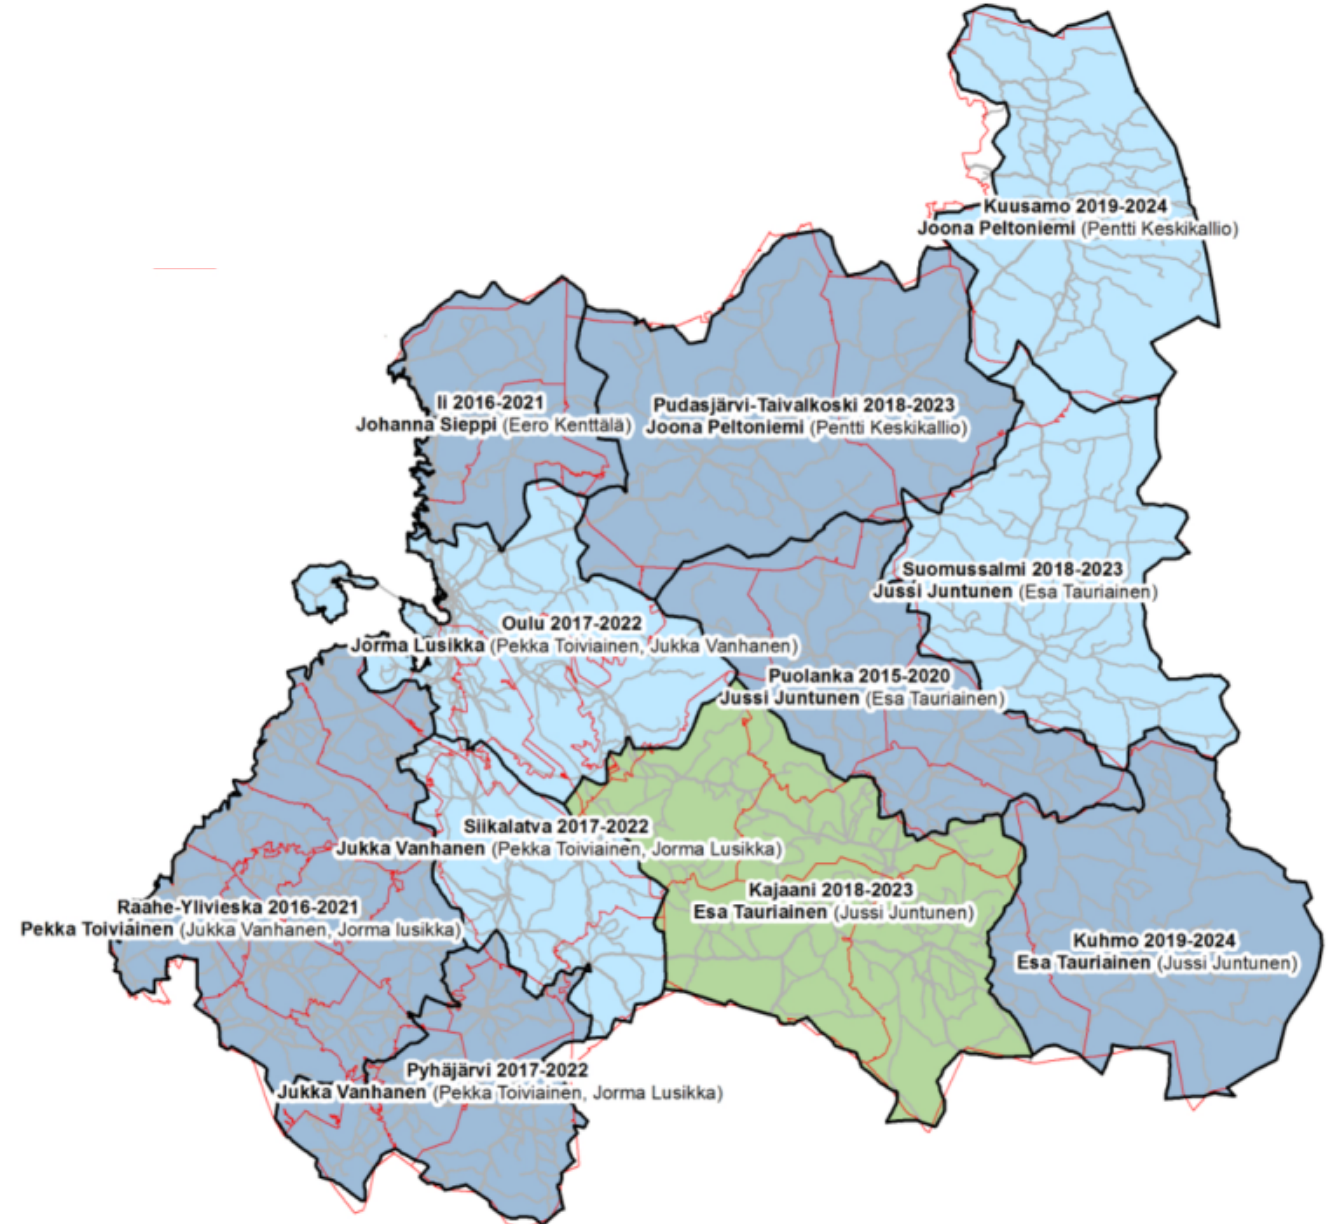 Kuusamo 2019-2024
Joona Peltoniemi (Pentti Keskikallio)
Ii 2016-2021
Johanna Sieppi (Eero Kenttälä)
Pudasjärvi-Taivalkoski 2018-2023
Joona Peltoniemi (Pentti Keskikallio)
Suomussalmi 2018-2023
Jussi Juntunen (Esa Tauriainen)
Oulu 2017-2022
Jorma Lusikka (Pekka Toiviainen, Jukka Vanhanen)
Puolanka 2015-2020
Jussi Juntunen (Esa Tauriainen)
Siikalatva 2017-2022
Jukka Vanhanen (Pekka Toiviainen, Jorma Lusikka)
Kajaani 2018-2023
Esa Tauriainen (Jussi Juntunen)
Raahe-Ylivieska 2016-2021
Pekka Toiviainen (Jukka Vanhanen, Jorma lusikka)
Kuhmo 2019-2024
Esa Tauriainen (Jussi Juntunen)
Pyhäjärvi 2017-2022
Jukka Vanhanen (Pekka Toiviainen, Jorma Lusikka)